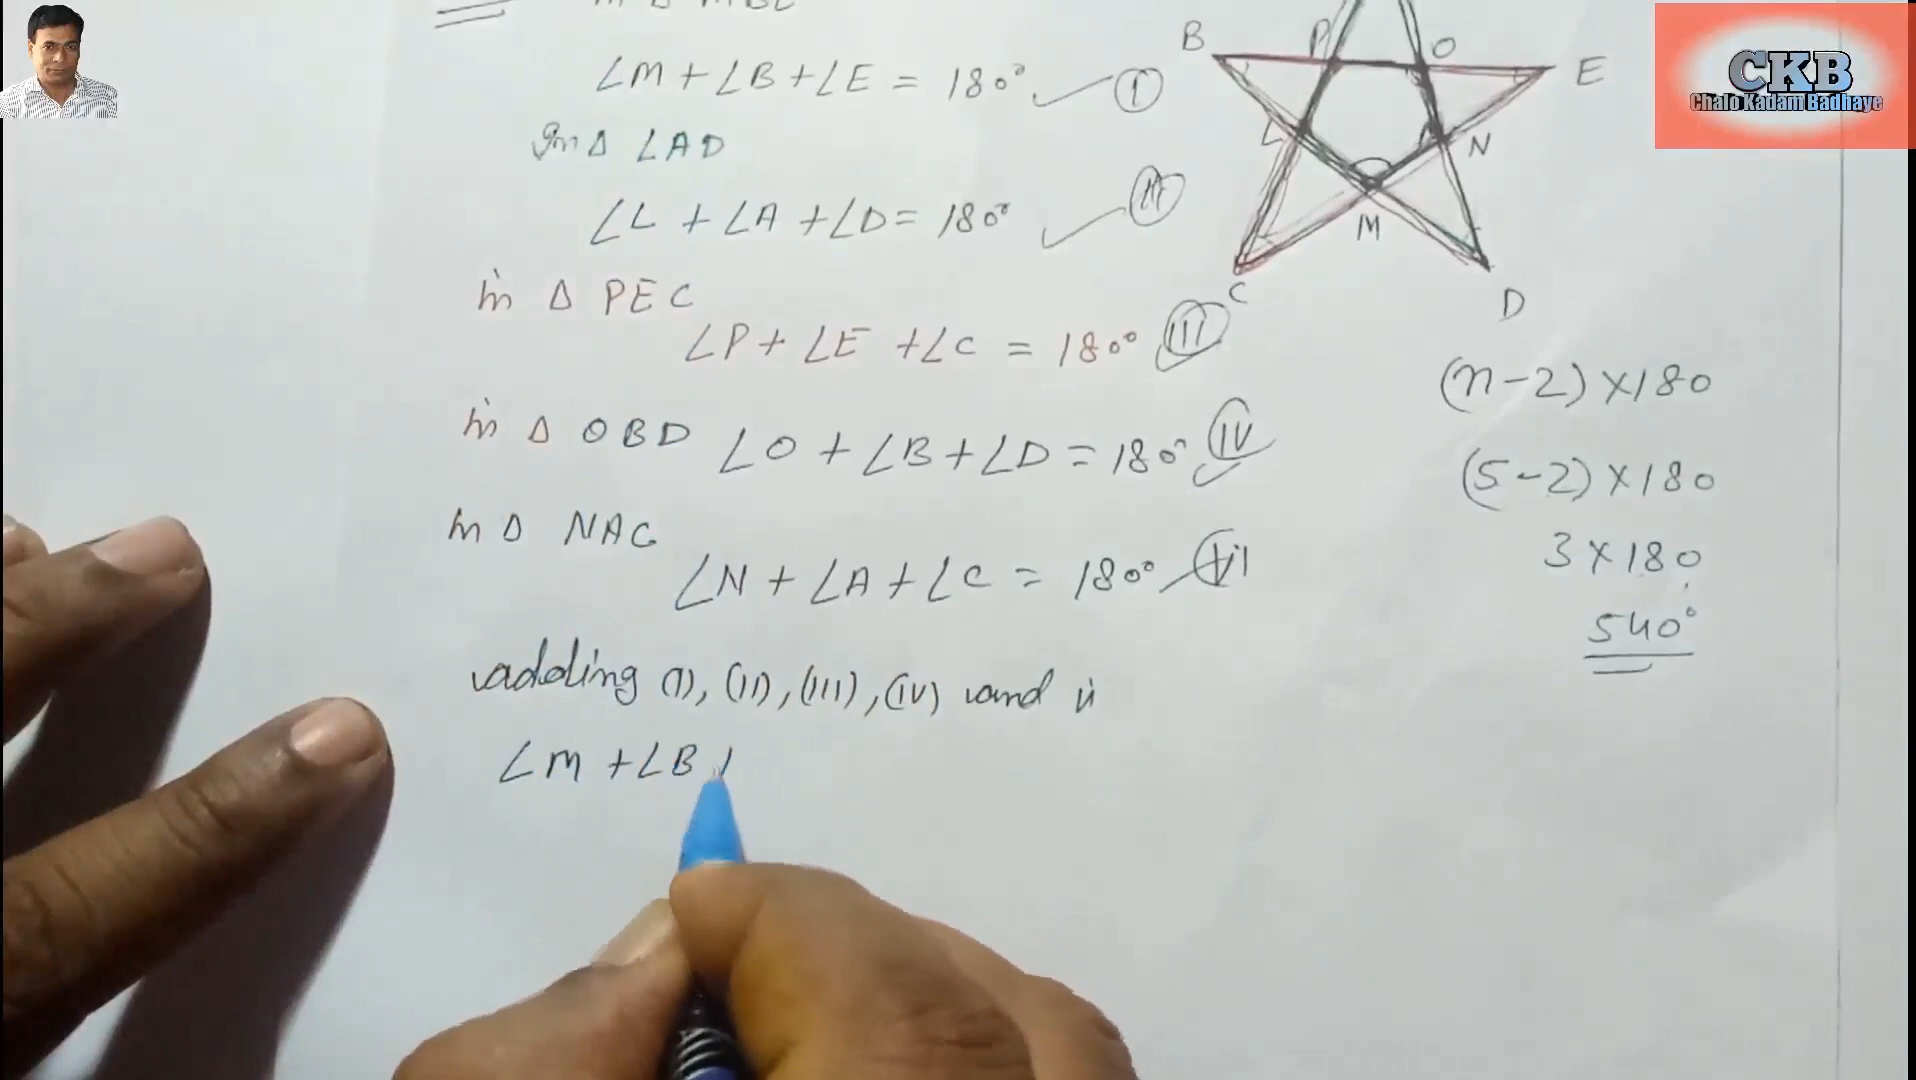 ∠M + ∠B + ∠E = 180° (I)
In Δ LAD
∠L + ∠A + ∠D = 180° (II)
in Δ PEC
∠P + ∠E + ∠C = 180° (III)
in Δ OBD ∠O + ∠B + ∠D = 180° (IV)
in Δ NAC
∠N + ∠A + ∠C = 180°
adding (I), (II), (III), (IV) and
∠M + ∠B
B P O E
L N
M
C D
(n-2) × 180
(5-2) × 180
3 × 180
540°
CKB
Chalo Kadam Badhaye